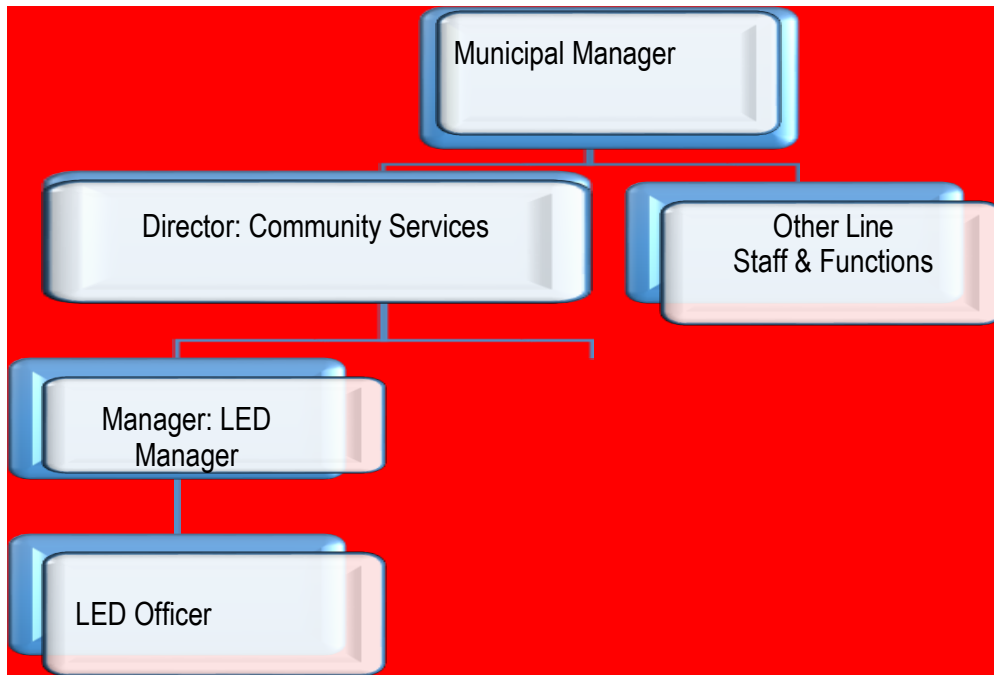 Municipal Manager
Director: Community Services
Other Line
Staff & Functions
Manager: LED
Manager
LED Officer